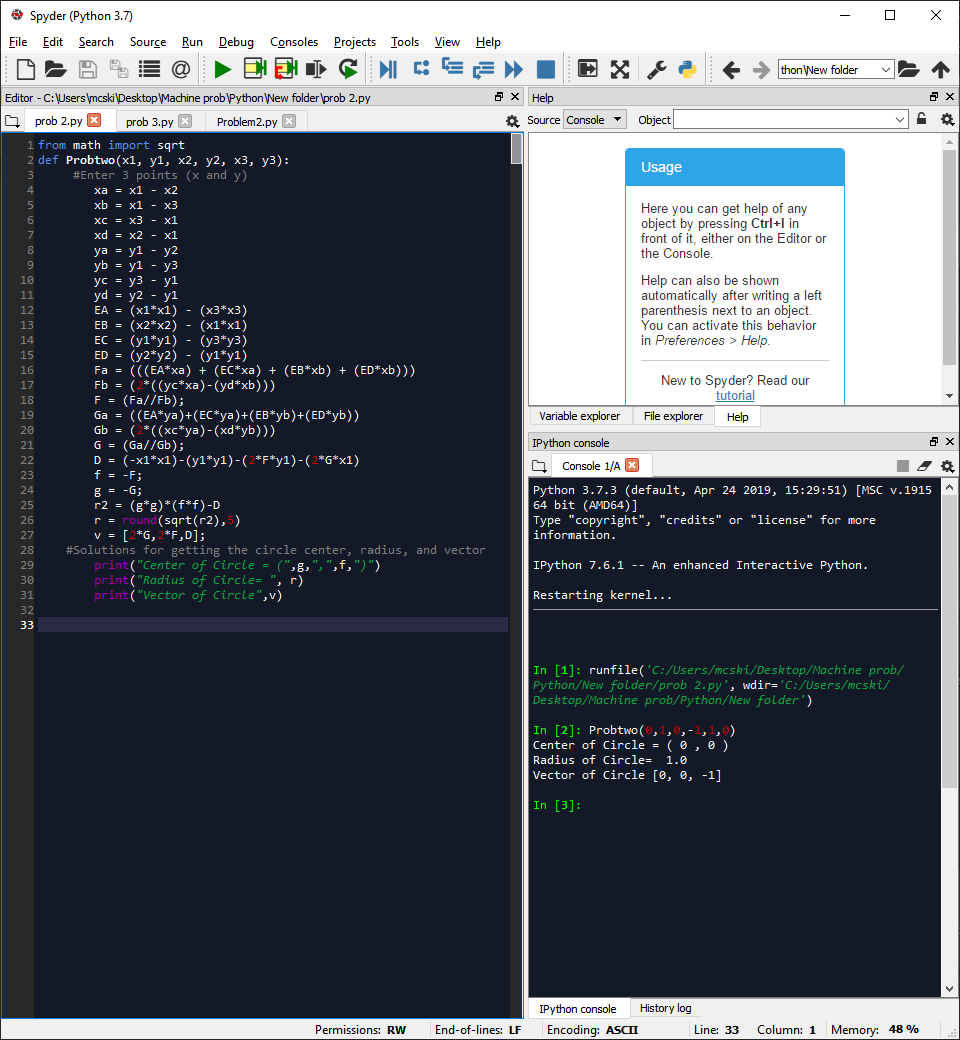 Spyder (Python 3.7)
File Edit Search Source Run Debug Consoles Projects Tools View Help
thon\New folder
Editor - C:\Users\mcski\Desktop\Machine prob\Python\New folder\prob 2.py
prob 2.py prob 3.py Problem2.py
1 from math import sqrt
2 def Probtwo(x1, y1, x2, y2, x3, y3):
3 #Enter 3 points (x and y)
4 xa = x1 - x2
5 xb = x1 - x3
6 xc = x3 - x1
7 xd = x2 - x1
8 ya = y1 - y2
9 yb = y1 - y3
10 yc = y3 - y1
11 yd = y2 - y1
12 EA = (x1*x1) - (x3*x3)
13 EB = (x2*x2) - (x1*x1)
14 EC = (y1*y1) - (y3*y3)
15 ED = (y2*y2) - (y1*y1)
16 Fa = (((EA*xa) + (EC*xa) + (EB*xb) + (ED*xb)))
17 Fb = (2*((yc*xa)-(yd*xb)))
18 F = (Fa//Fb);
19 Ga = ((EA*ya)+(EC*ya)+(EB*yb)+(ED*yb))
20 Gb = (2*((xc*ya)-(xd*yb)))
21 G = (Ga//Gb);
22 D = (-x1*x1)-(y1*y1)-(2*F*y1)-(2*G*x1)
23 f = -F;
24 g = -G;
25 r2 = (g*g)*(f*f)-D
26 r = round(sqrt(r2),5)
27 v = [2*G,2*F,D];
28 #Solutions for getting the circle center, radius, and vector
29 print("Center of Circle = (",g,",",f,")")
30 print("Radius of Circle= ", r)
31 print("Vector of Circle",v)
32
33
Help
Source Console Object
Usage
Here you can get help of any
object by pressing Ctrl+I in
front of it, either on the Editor or
the Console.
Help can also be shown
automatically after writing a left
parenthesis next to an object.
You can activate this behavior
in Preferences > Help.
New to Spyder? Read our
tutorial
Variable explorer File explorer Help
IPython console
Console 1/A
Python 3.7.3 (default, Apr 24 2019, 15:29:51) [MSC v.1915
64 bit (AMD64)]
Type "copyright", "credits" or "license" for more
information.
IPython 7.6.1 -- An enhanced Interactive Python.
Restarting kernel...
In [1]: runfile('C:/Users/mcski/Desktop/Machine prob/
Python/New folder/prob 2.py', wdir='C:/Users/mcski/
Desktop/Machine prob/Python/New folder')
In [2]: Probtwo(0,1,0,-1,1,0)
Center of Circle = ( 0 , 0 )
Radius of Circle=  1.0
Vector of Circle [0, 0, -1]
In [3]:
IPython console History log
Permissions: RW End-of-lines: LF Encoding: ASCII Line: 33 Column: 1 Memory: 48 %